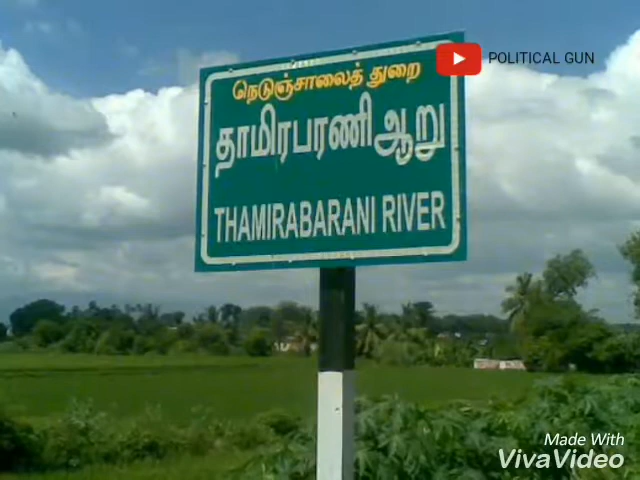 POLITICAL GUN
நெடுஞ்சாலைத் துறை
தாமிரபரணி ஆறு
THAMIRABARANI RIVER
Made With
VivaVideo